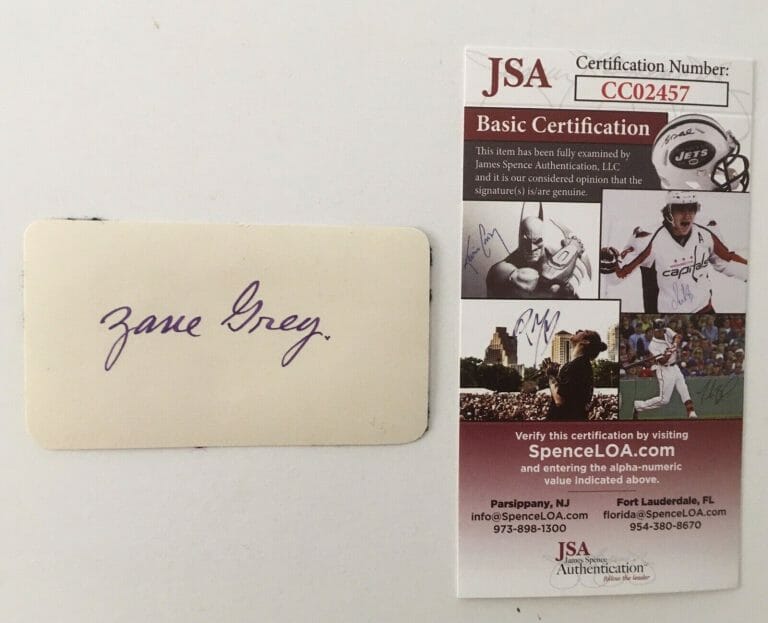 Zane Grey.
JSA
Certification Number:
CC02457
Basic Certification
This item has been fully examined by
James Spence Authentication, LLC
and it is our considered opinion that the
signature(s) is/are genuine.
JETS
capitals
Verify this certification by visiting
SpenceLOA.com
and entering the alpha-numeric
value indicated above.
Parsippany, NJ
info@SpenceLOA.com
973-898-1300
Fort Lauderdale, FL
florida@SpenceLOA.com
954-380-8670
JSA
James Spence
Authentication
follow the leader